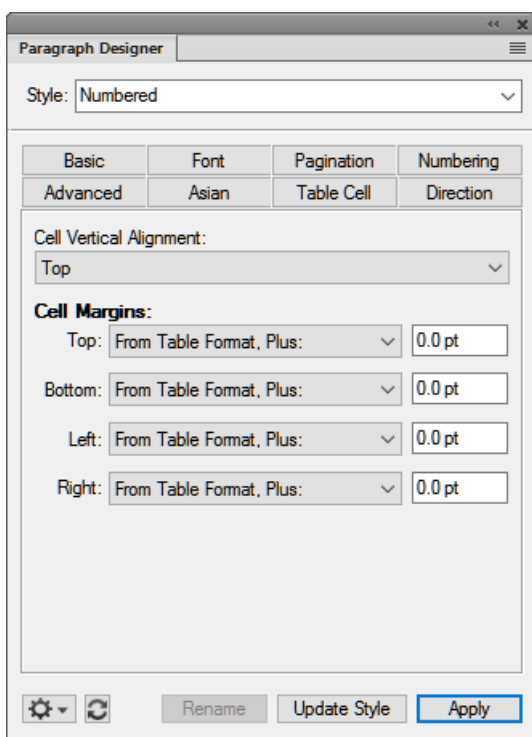 Paragraph Designer
Style: Numbered
Basic Font Pagination Numbering
Advanced Asian Table Cell Direction
Cell Vertical Alignment:
Top
Cell Margins:
Top: From Table Format, Plus: 0.0 pt
Bottom: From Table Format, Plus: 0.0 pt
Left: From Table Format, Plus: 0.0 pt
Right: From Table Format, Plus: 0.0 pt
Rename Update Style Apply